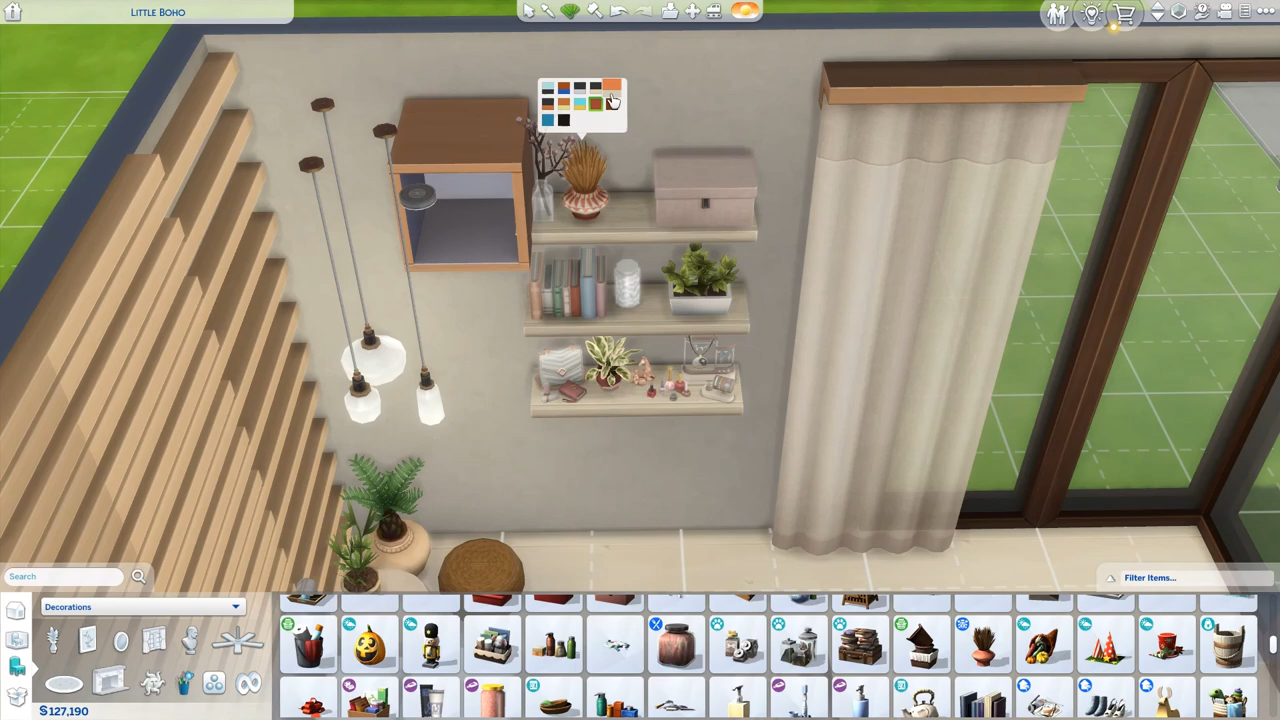 LITTLE BOHO
Search
Filter Items...
Decorations
§127,190